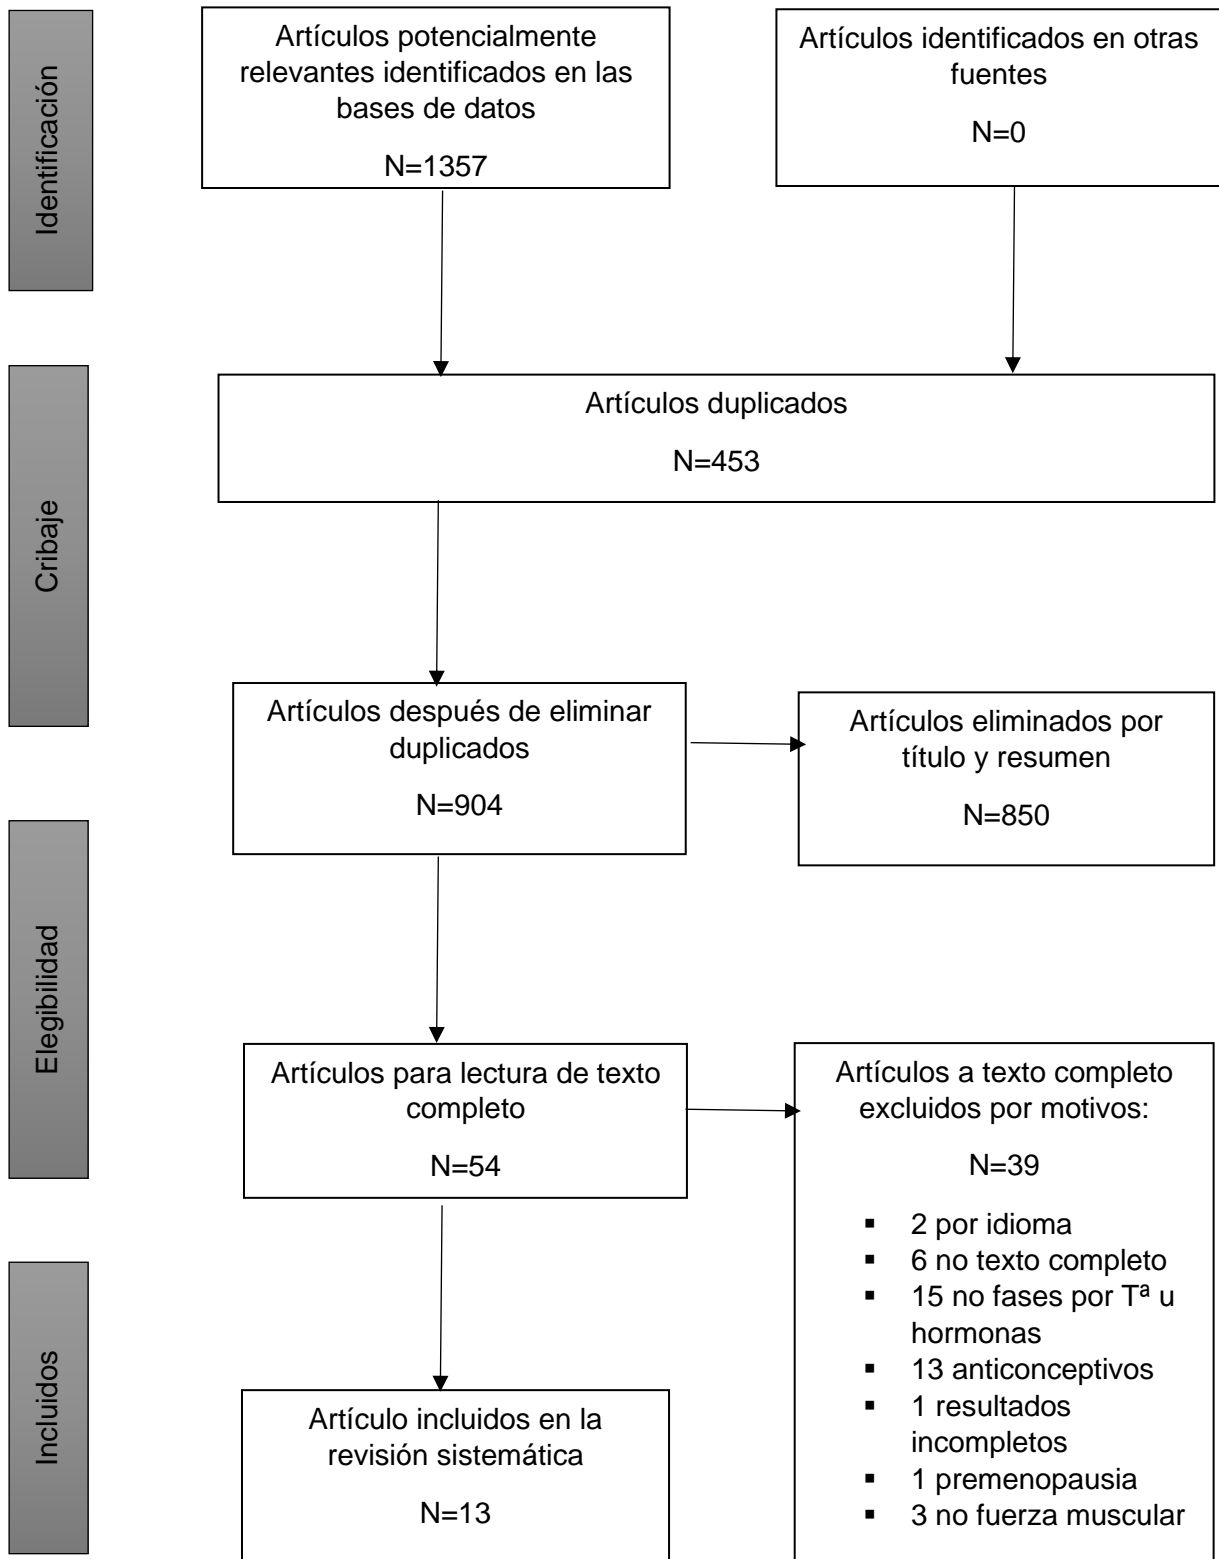 Identificación
Artículos potencialmente
relevantes identificados en las
bases de datos
N=1357
Artículos identificados en otras
fuentes
N=0
Cribaje
Artículos duplicados
N=453
Artículos después de eliminar
duplicados
N=904
Artículos eliminados por
título y resumen
N=850
Elegibilidad
Artículos para lectura de texto
completo
N=54
Artículos a texto completo
excluidos por motivos:
N=39
▪ 2 por idioma
▪ 6 no texto completo
▪ 15 no fases por Tª u
hormonas
▪ 13 anticonceptivos
▪ 1 resultados
incompletos
▪ 1 premenopausia
▪ 3 no fuerza muscular
Incluidos
Artículo incluidos en la
revisión sistemática
N=13